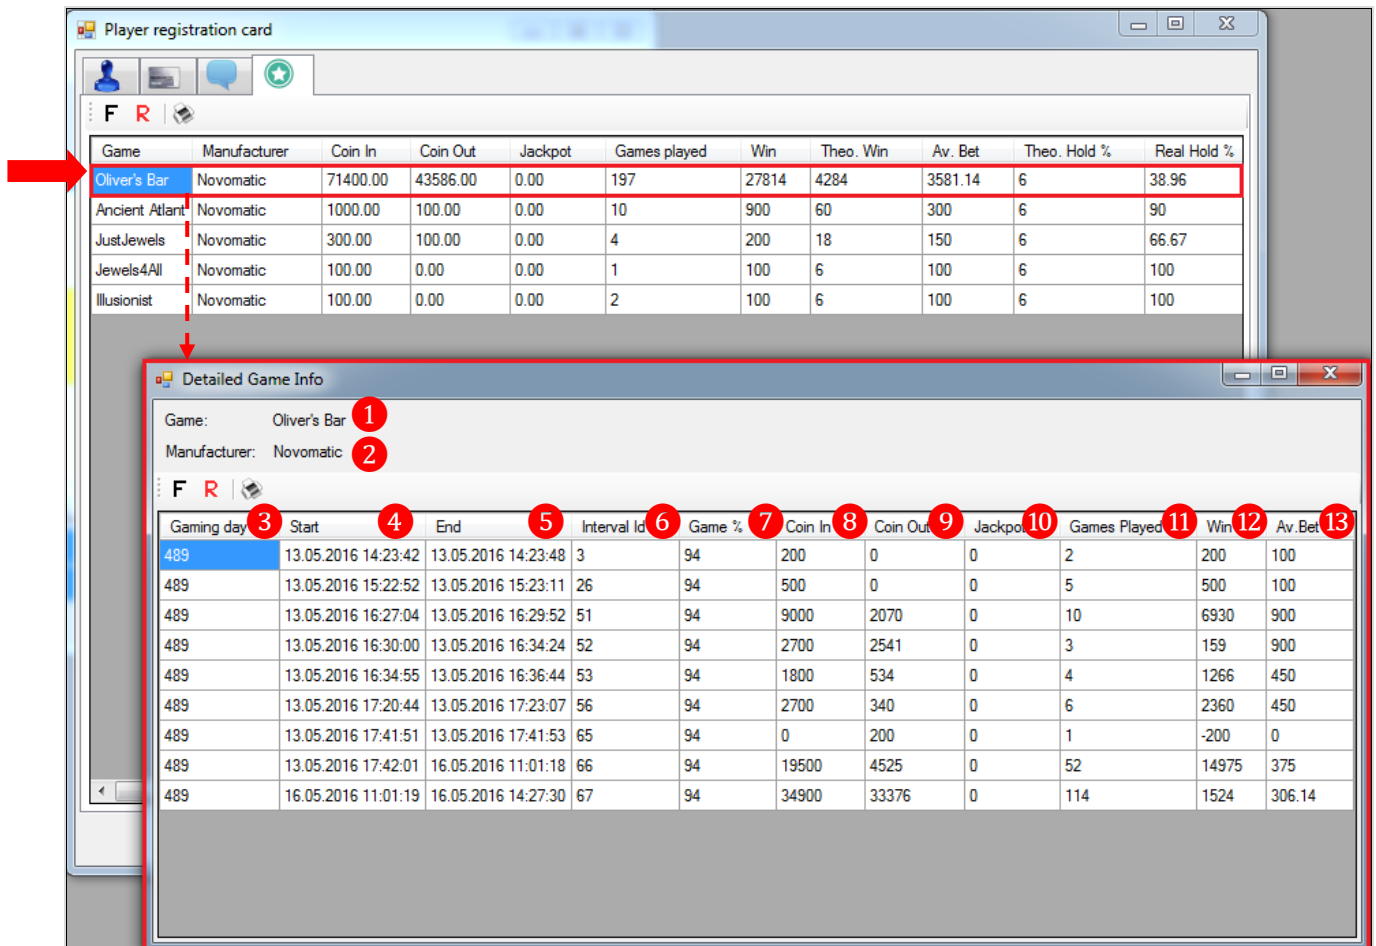 Player registration card
F R
Game Manufacturer Coin In Coin Out Jackpot Games played Win Theo. Win Av. Bet Theo. Hold % Real Hold %
Oliver's Bar Novomatic 71400.00 43586.00 0.00 197 27814 4284 3581.14 6 38.96
Ancient Atlant Novomatic 1000.00 100.00 0.00 10 900 60 300 6 90
JustJewels Novomatic 300.00 100.00 0.00 4 200 18 150 6 66.67
Jewels4All Novomatic 100.00 0.00 0.00 1 100 6 100 6 100
Illusionist Novomatic 100.00 0.00 0.00 2 100 6 100 6 100
Detailed Game Info
Game: Oliver's Bar 1
Manufacturer: Novomatic 2
F R
Gaming day 3 Start 4 End 5 Interval Id 6 Game % 7 Coin In 8 Coin Out 9 Jackpot 10 Games Played 11 Win 12 Av.Bet 13
489 13.05.2016 14:23:42 13.05.2016 14:23:48 3 94 200 0 0 2 200 100
489 13.05.2016 15:22:52 13.05.2016 15:23:11 26 94 500 0 0 5 500 100
489 13.05.2016 16:27:04 13.05.2016 16:29:52 51 94 9000 2070 0 10 6930 900
489 13.05.2016 16:30:00 13.05.2016 16:34:24 52 94 2700 2541 0 3 159 900
489 13.05.2016 16:34:55 13.05.2016 16:36:44 53 94 1800 534 0 4 1266 450
489 13.05.2016 17:20:44 13.05.2016 17:23:07 56 94 2700 340 0 6 2360 450
489 13.05.2016 17:41:51 13.05.2016 17:41:53 65 94 0 200 0 1 -200 0
489 13.05.2016 17:42:01 16.05.2016 11:01:18 66 94 19500 4525 0 52 14975 375
489 16.05.2016 11:01:19 16.05.2016 14:27:30 67 94 34900 33376 0 114 1524 306.14